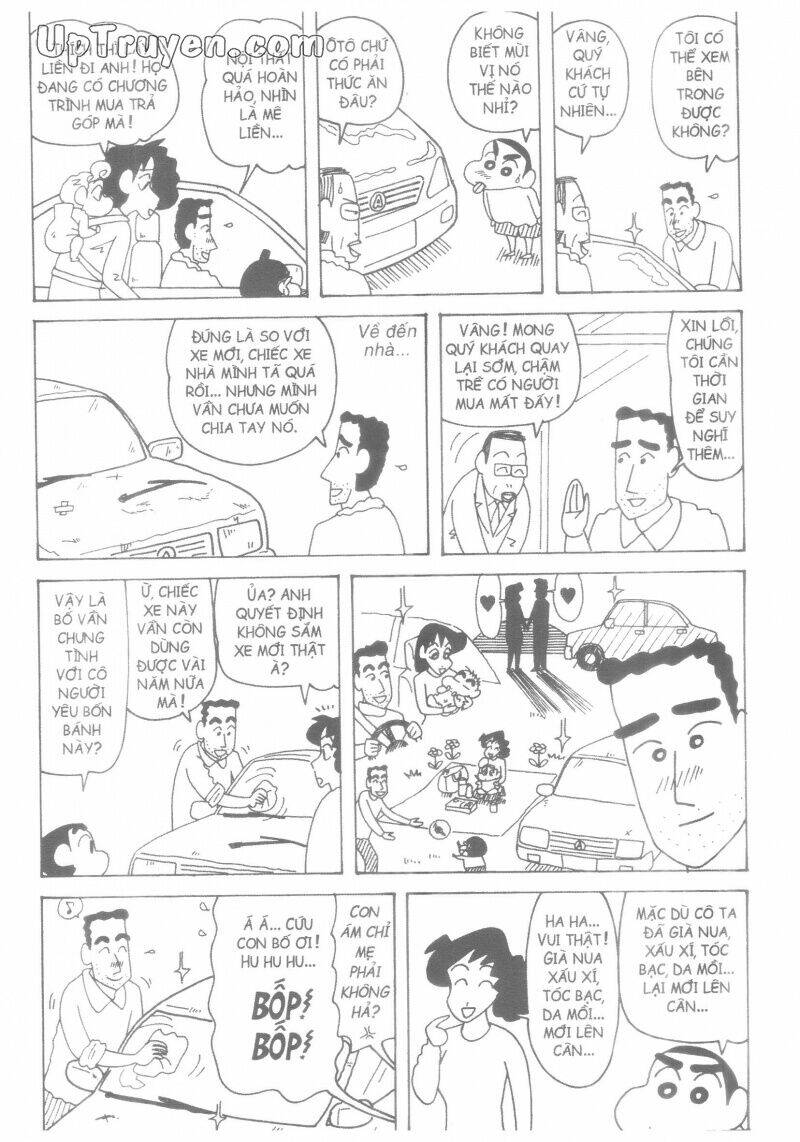 UpTruyen.com
TÔI CÓ
THỂ XEM
BÊN
TRONG
ĐƯỢC
KHÔNG?
VÂNG,
QUÝ
KHÁCH
CỨ TỰ
NHIÊN...
KHÔNG
BIẾT MÙI
VỊ NÓ
THẾ NÀO
NHỈ?
ÔTÔ CHỨ
CÓ PHẢI
THỨC ĂN
ĐÂU?
NỘI THẤT
QUÁ HOÀN
HẢO, NHÌN
LÀ MÊ
LIỀN...
LIỀN ĐI ANH! HỌ
ĐANG CÓ CHƯƠNG
TRÌNH MUA TRẢ
GÓP MÀ!
XIN LỖI,
CHÚNG
TÔI CẦN
THỜI
GIAN
ĐỂ SUY
NGHĨ
THÊM...
VÂNG! MONG
QUÝ KHÁCH QUAY
LẠI SỚM, CHẬM
TRỄ CÓ NGƯỜI
MUA MẤT ĐẤY!
Về đến
nhà...
ĐÚNG LÀ SO VỚI
XE MỚI, CHIẾC XE
NHÀ MÌNH TÃ QUÁ
RỒI... NHƯNG MÌNH
VẪN CHƯA MUỐN
CHIA TAY NÓ.
ỦA? ANH
QUYẾT ĐỊNH
KHÔNG SẮM
XE MỚI THẬT
À?
Ừ, CHIẾC
XE NÀY
VẪN CÒN
DÙNG
ĐƯỢC VÀI
NĂM NỮA
MÀ!
VẬY LÀ
BỐ VẪN
CHUNG
TÌNH
VỚI CÔ
NGƯỜI
YÊU BỐN
BÁNH
NÀY?
MẶC DÙ CÔ TA
ĐÃ GIÀ NUA,
XẤU XÍ, TÓC
BẠC, DA MỒI...
LẠI MỚI LÊN
CÂN...
HA HA...
VUI THẬT!
GIÀ NUA
XẤU XÍ,
TÓC BẠC,
DA MỒI...
MỚI LÊN
CÂN...
CON
ÁM CHỈ
MẸ
PHẢI
KHÔNG
HẢ?
Á Á... CỨU
CON BỐ ƠI!
HU HU HU...
BỐP!
BỐP!